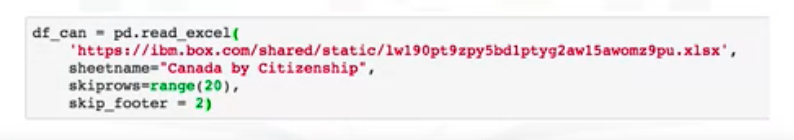 df_can = pd.read_excel(
'https://ibm.box.com/shared/static/lw190pt9zpy5bd1ptyg2aw15awomz9pu.xlsx',
sheetname="Canada by Citizenship",
skiprows=range(20),
skip_footer = 2)